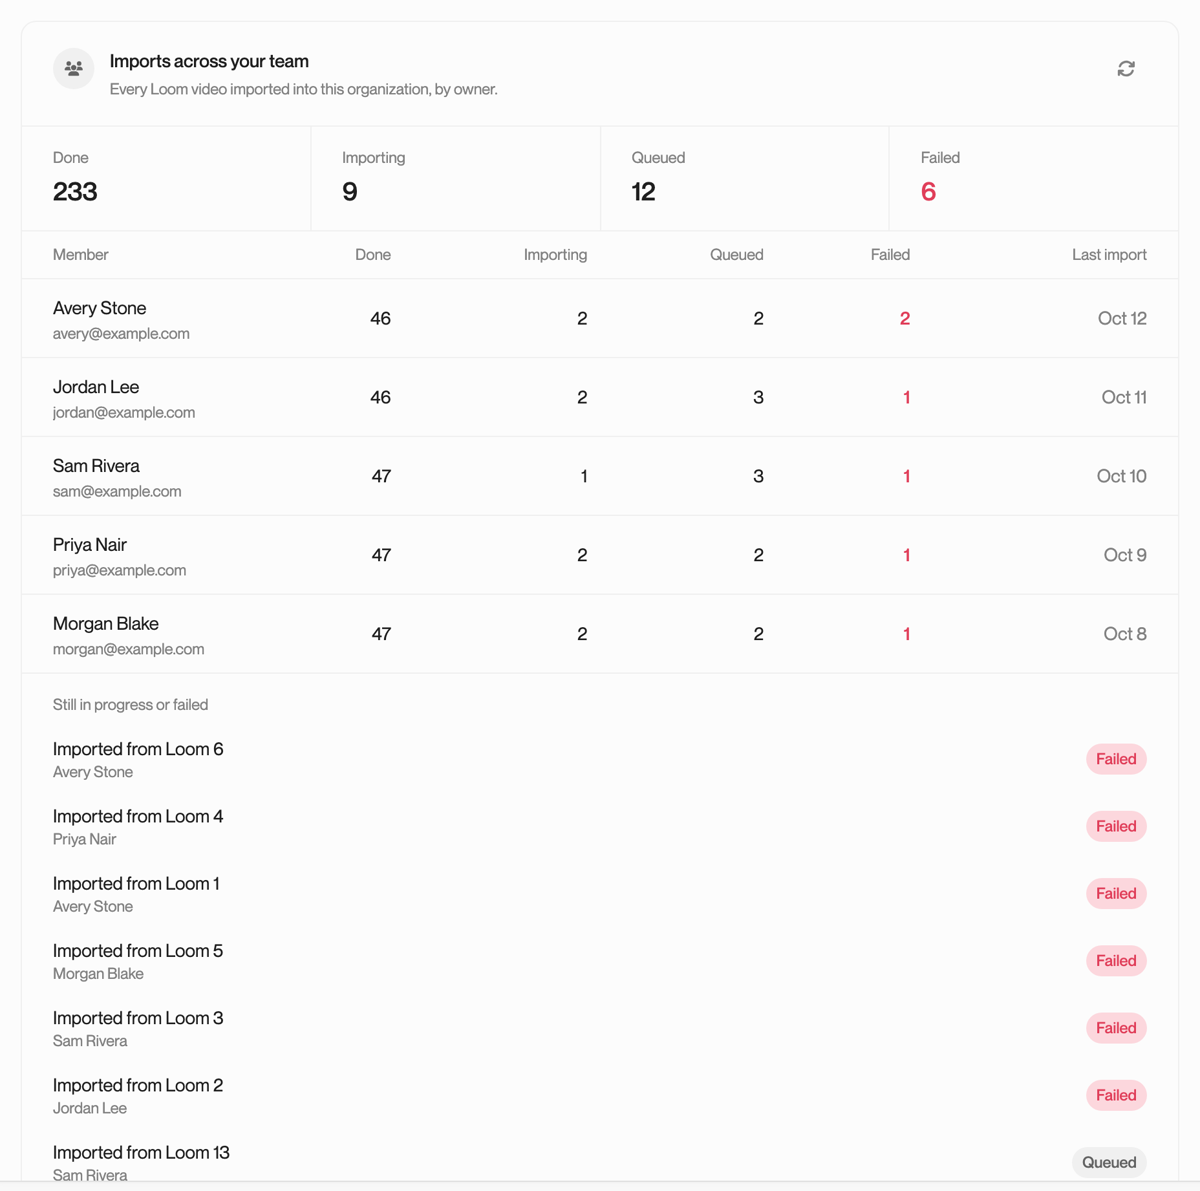 Imports across your team
Every Loom video imported into this organization, by owner.
Done Importing Queued Failed
233 9 12 6
Member Done Importing Queued Failed Last import
Avery Stone
avery@example.com
46 2 2 2 Oct 12
Jordan Lee
jordan@example.com
46 2 3 1 Oct 11
Sam Rivera
sam@example.com
47 1 3 1 Oct 10
Priya Nair
priya@example.com
47 2 2 1 Oct 9
Morgan Blake
morgan@example.com
47 2 2 1 Oct 8
Still in progress or failed
Imported from Loom 6
Avery Stone
Failed
Imported from Loom 4
Priya Nair
Failed
Imported from Loom 1
Avery Stone
Failed
Imported from Loom 5
Morgan Blake
Failed
Imported from Loom 3
Sam Rivera
Failed
Imported from Loom 2
Jordan Lee
Failed
Imported from Loom 13
Sam Rivera
Queued